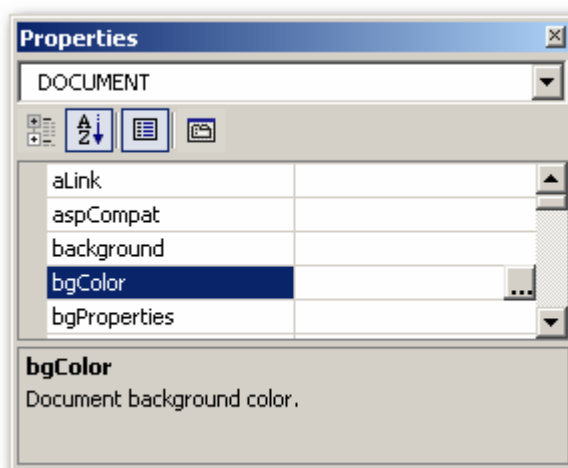 Properties
DOCUMENT
aLink
aspCompat
background
bgColor
...
bgProperties
bgColor
Document background color.